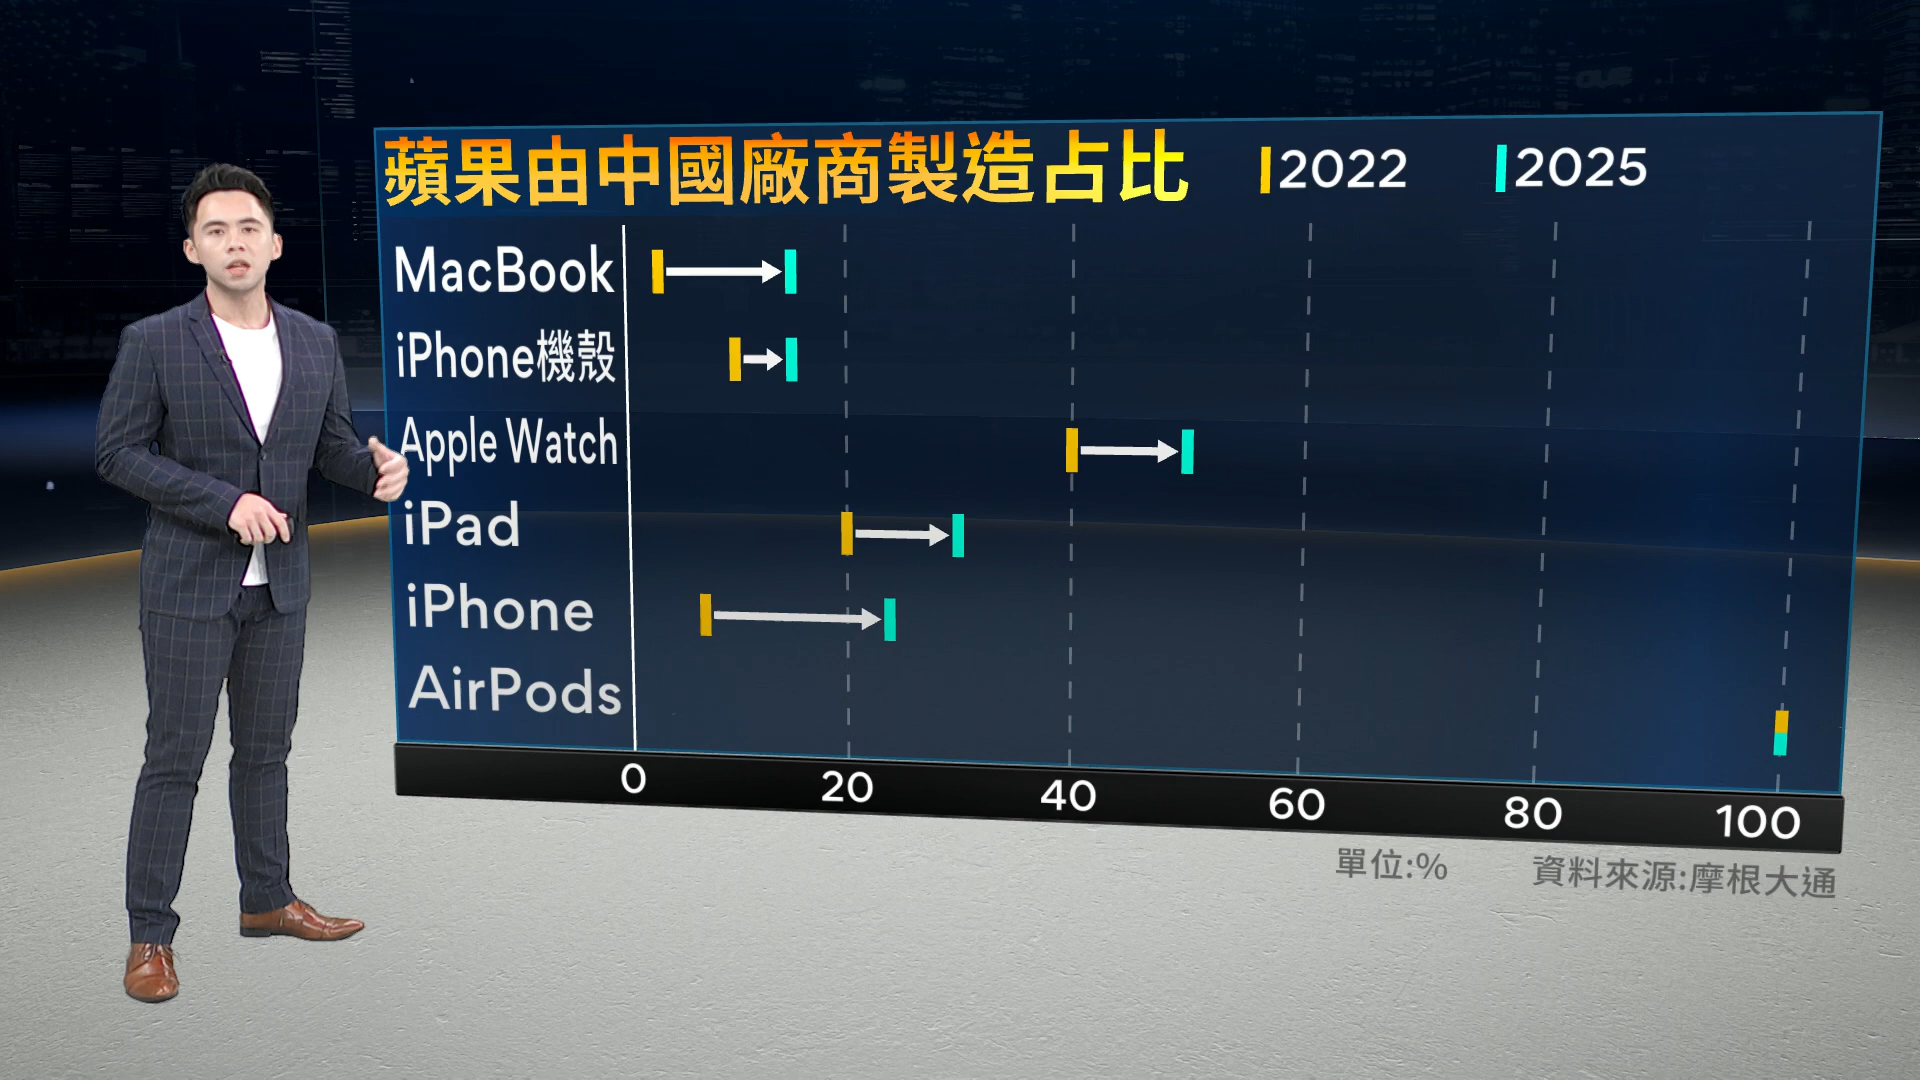 蘋果由中國廠商製造占比 2022 2025
MacBook
iPhone機殼
Apple Watch
iPad
iPhone
AirPods
0 20 40 60 80 100
單位:% 資料來源:摩根大通